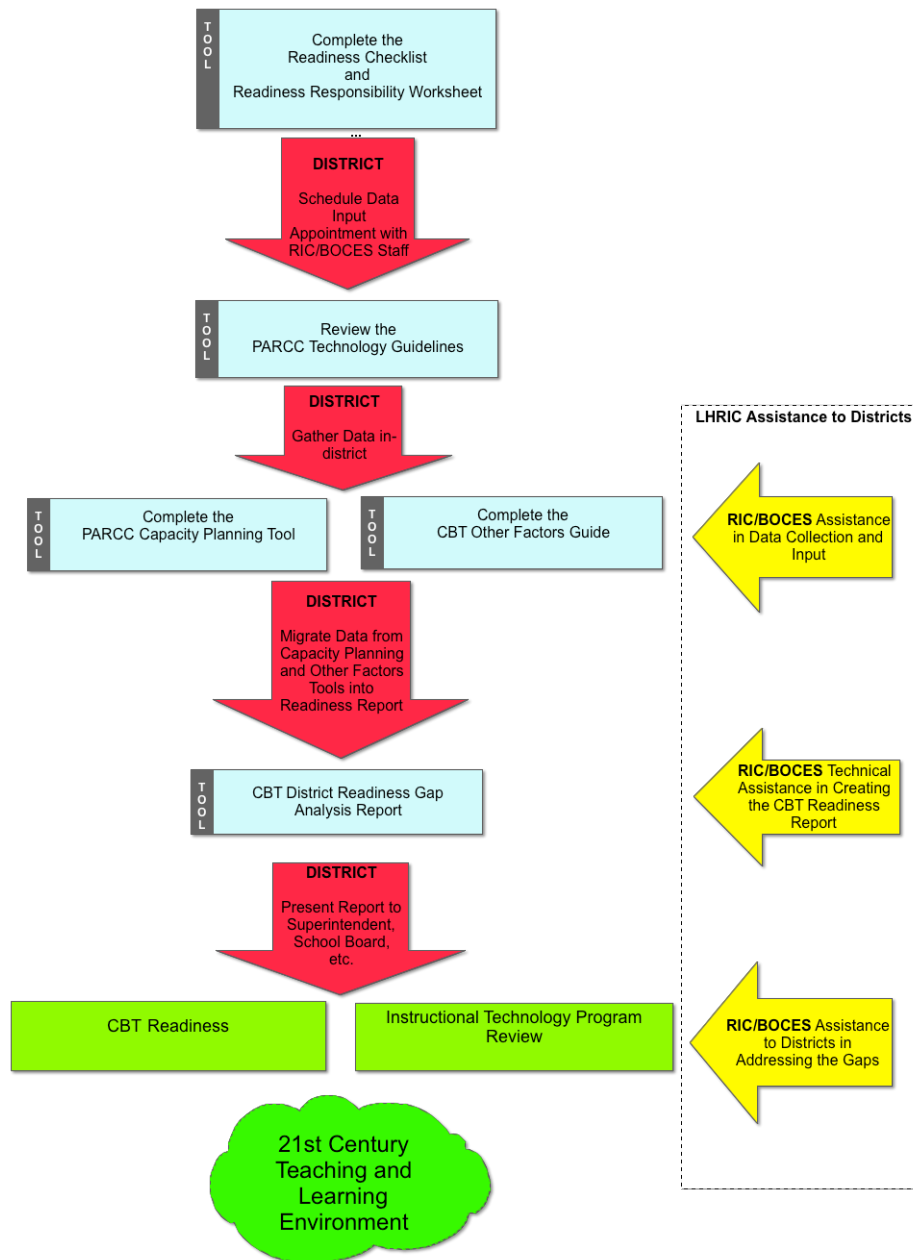 TOOL
Complete the
Readiness Checklist
and
Readiness Responsibility Worksheet
...
DISTRICT
Schedule Data
Input
Appointment with
RIC/BOCES Staff
TOOL
Review the
PARCC Technology Guidelines
DISTRICT
Gather Data in-
district
LHRIC Assistance to Districts
TOOL
Complete the
PARCC Capacity Planning Tool
TOOL
Complete the
CBT Other Factors Guide
RIC/BOCES Assistance
in Data Collection and
Input
DISTRICT
Migrate Data from
Capacity Planning
and Other Factors
Tools into
Readiness Report
TOOL
CBT District Readiness Gap
Analysis Report
RIC/BOCES Technical
Assistance in Creating
the CBT Readiness
Report
DISTRICT
Present Report to
Superintendent,
School Board,
etc.
CBT Readiness
Instructional Technology Program
Review
RIC/BOCES Assistance
to Districts in
Addressing the Gaps
21st Century
Teaching and
Learning
Environment